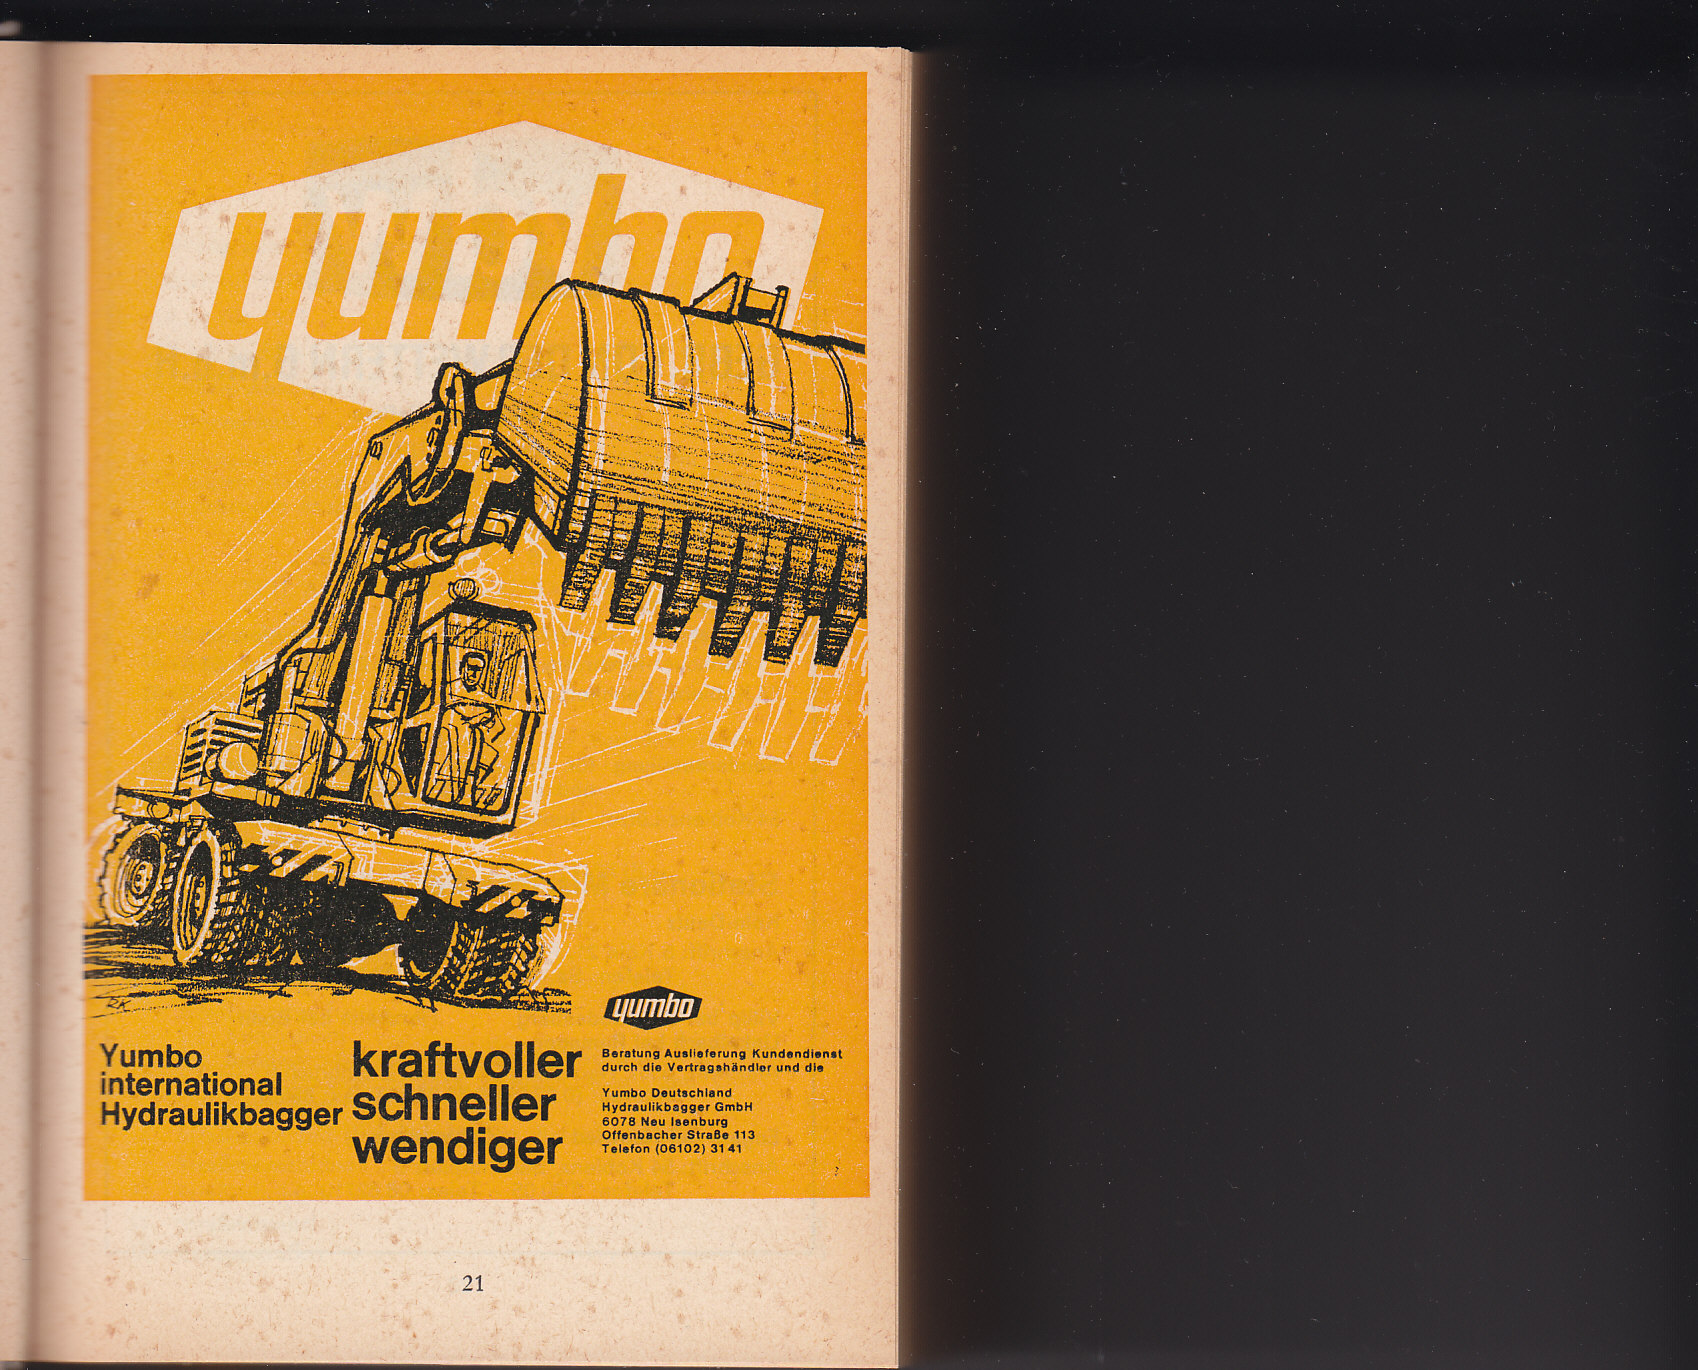 yumbo
RK
yumbo
Yumbo
international
Hydraulikbagger
kraftvoller
schneller
wendiger
Beratung Auslieferung Kundendienst
durch die Vertragshändler und die
Yumbo Deutschland
Hydraulikbagger GmbH
6078 Neu Isenburg
Offenbacher Straße 113
Telefon (06102) 3141
21